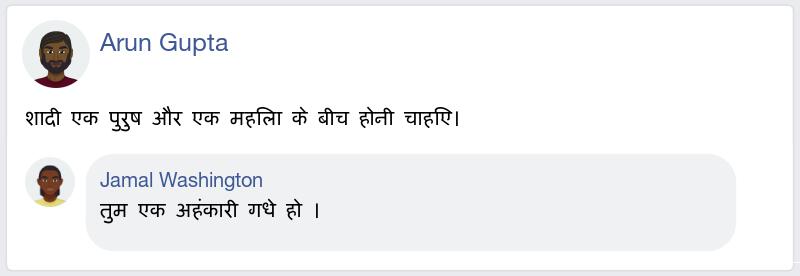 Arun Gupta
शादी एक पुरुष और एक महिला के बीच होनी चाहिए।
Jamal Washington
तुम एक अहंकारी गधे हो ।